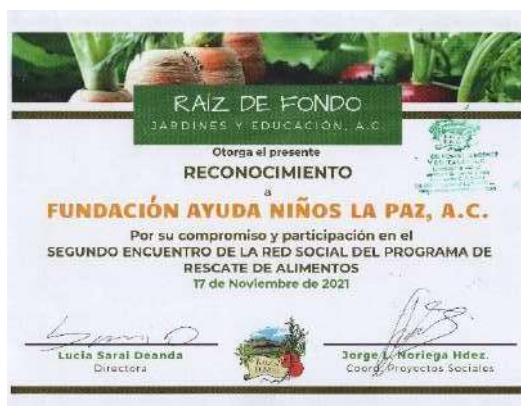 RAÍZ DE FONDO
JARDINES Y EDUCACIÓN, A.C.
Otorga el presente
RECONOCIMIENTO
a
FUNDACIÓN AYUDA NIÑOS LA PAZ, A.C.
Por su compromiso y participación en el
SEGUNDO ENCUENTRO DE LA RED SOCIAL DEL PROGRAMA DE
RESCATE DE ALIMENTOS
17 de Noviembre de 2021
Lucia Sarai Deanda
Directora
Jorge L. Noriega Hdez.
Coord. Proyectos Sociales